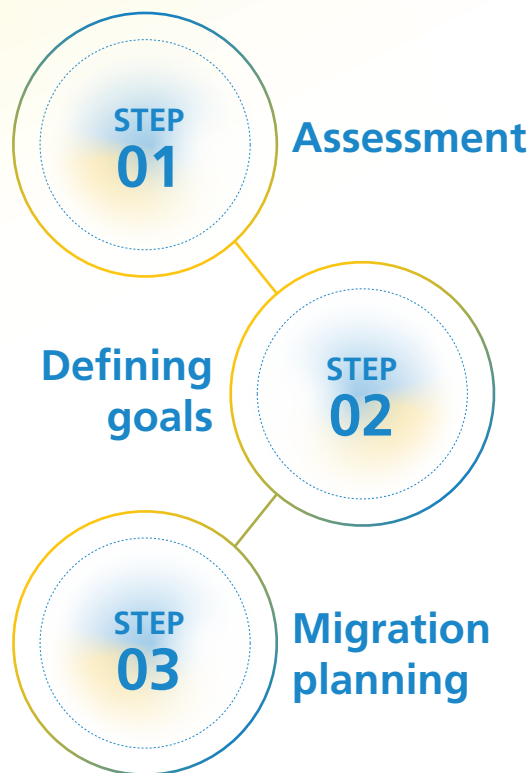 STEP
01
Assessment
Defining
goals
STEP
02
STEP
03
Migration
planning